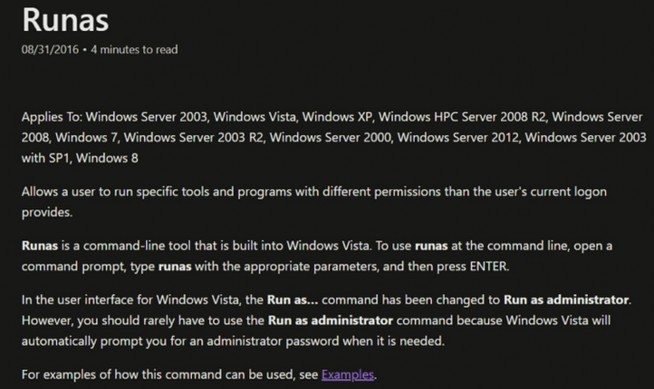 Runas
08/31/2016 • 4 minutes to read
Applies To: Windows Server 2003, Windows Vista, Windows XP, Windows HPC Server 2008 R2, Windows Server
2008, Windows 7, Windows Server 2003 R2, Windows Server 2000, Windows Server 2012, Windows Server 2003
with SP1, Windows 8
Allows a user to run specific tools and programs with different permissions than the user's current logon
provides.
Runas is a command-line tool that is built into Windows Vista. To use runas at the command line, open a
command prompt, type runas with the appropriate parameters, and then press ENTER.
In the user interface for Windows Vista, the Run as... command has been changed to Run as administrator.
However, you should rarely have to use the Run as administrator command because Windows Vista will
automatically prompt you for an administrator password when it is needed.
For examples of how this command can be used, see Examples.